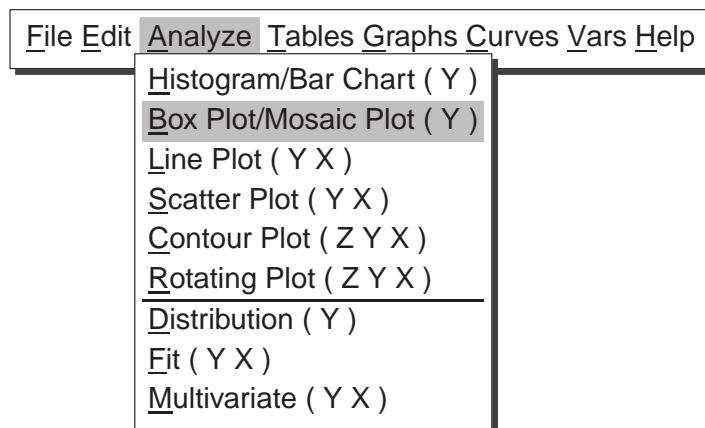 File Edit Analyze Tables Graphs Curves Vars Help
Histogram/Bar Chart ( Y )
Box Plot/Mosaic Plot ( Y )
Line Plot ( Y X )
Scatter Plot ( Y X )
Contour Plot ( Z Y X )
Rotating Plot ( Z Y X )
Distribution ( Y )
Fit ( Y X )
Multivariate ( Y X )